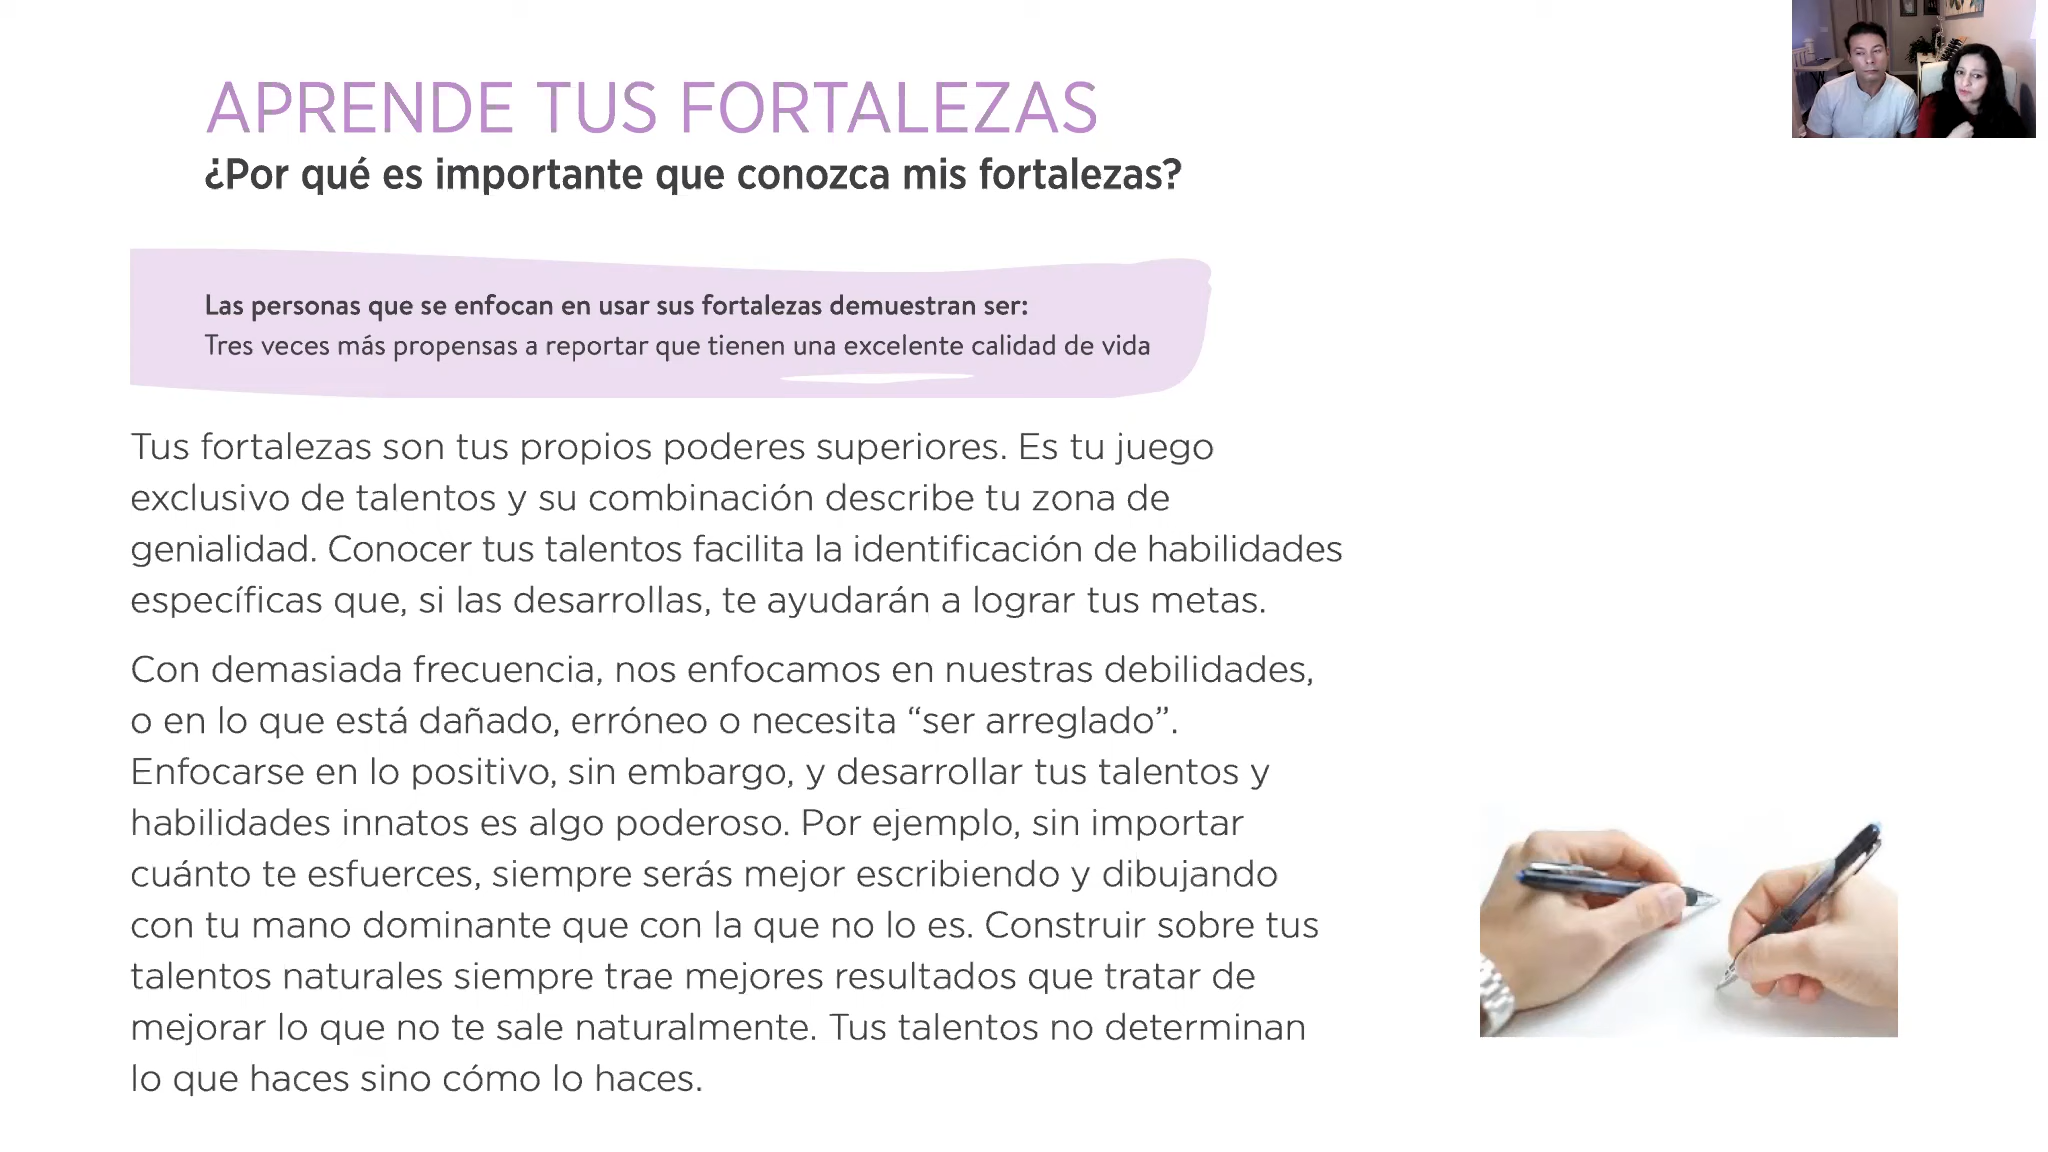 APRENDE TUS FORTALEZAS
¿Por qué es importante que conozca mis fortalezas?
Las personas que se enfocan en usar sus fortalezas demuestran ser:
Tres veces más propensas a reportar que tienen una excelente calidad de vida
Tus fortalezas son tus propios poderes superiores. Es tu juego
exclusivo de talentos y su combinación describe tu zona de
genialidad. Conocer tus talentos facilita la identificación de habilidades
específicas que, si las desarrollas, te ayudarán a lograr tus metas.
Con demasiada frecuencia, nos enfocamos en nuestras debilidades,
o en lo que está dañado, erróneo o necesita “ser arreglado”.
Enfocarse en lo positivo, sin embargo, y desarrollar tus talentos y
habilidades innatos es algo poderoso. Por ejemplo, sin importar
cuánto te esfuerces, siempre serás mejor escribiendo y dibujando
con tu mano dominante que con la que no lo es. Construir sobre tus
talentos naturales siempre trae mejores resultados que tratar de
mejorar lo que no te sale naturalmente. Tus talentos no determinan
lo que haces sino cómo lo haces.